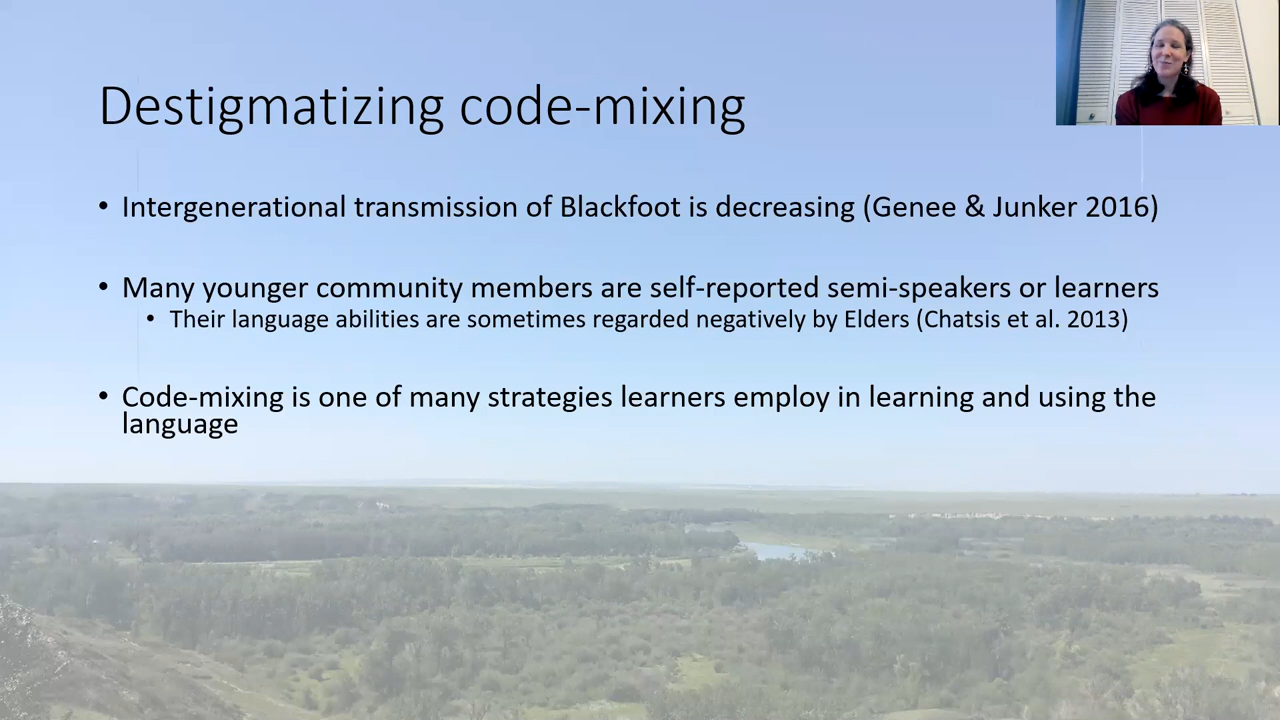 Destigmatizing code-mixing
• Intergenerational transmission of Blackfoot is decreasing (Genee & Junker 2016)
• Many younger community members are self-reported semi-speakers or learners
• Their language abilities are sometimes regarded negatively by Elders (Chatsis et al. 2013)
• Code-mixing is one of many strategies learners employ in learning and using the
language